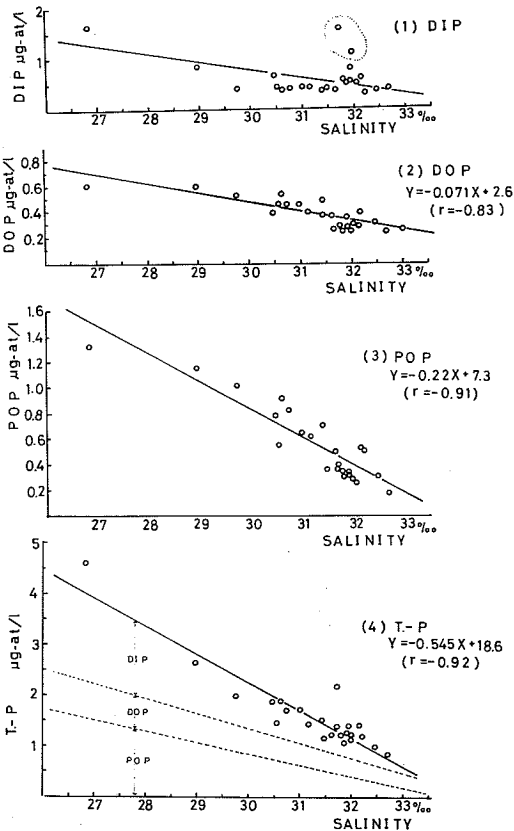 (1) DIP
DIP µg-at/l
2
1
27 28 29 30 31 32 33‰
SALINITY
(2) DOP
Y=-0.071X+2.6
(r=-0.83)
DOP µg-at/l
0.8
0.6
0.4
0.2
27 28 29 30 31 32 33‰
SALINITY
(3) POP
Y=-0.22X+7.3
(r=-0.91)
POP µg-at/l
1.6
1.4
1.2
1.0
0.8
0.6
0.4
0.2
27 28 29 30 31 32 33‰
SALINITY
(4) T.-P
Y=-0.545X+18.6
(r=-0.92)
T.-P µg-at/l
5
4
3
2
1
DIP
DOP
POP
27 28 29 30 31 32 33‰
SALINITY